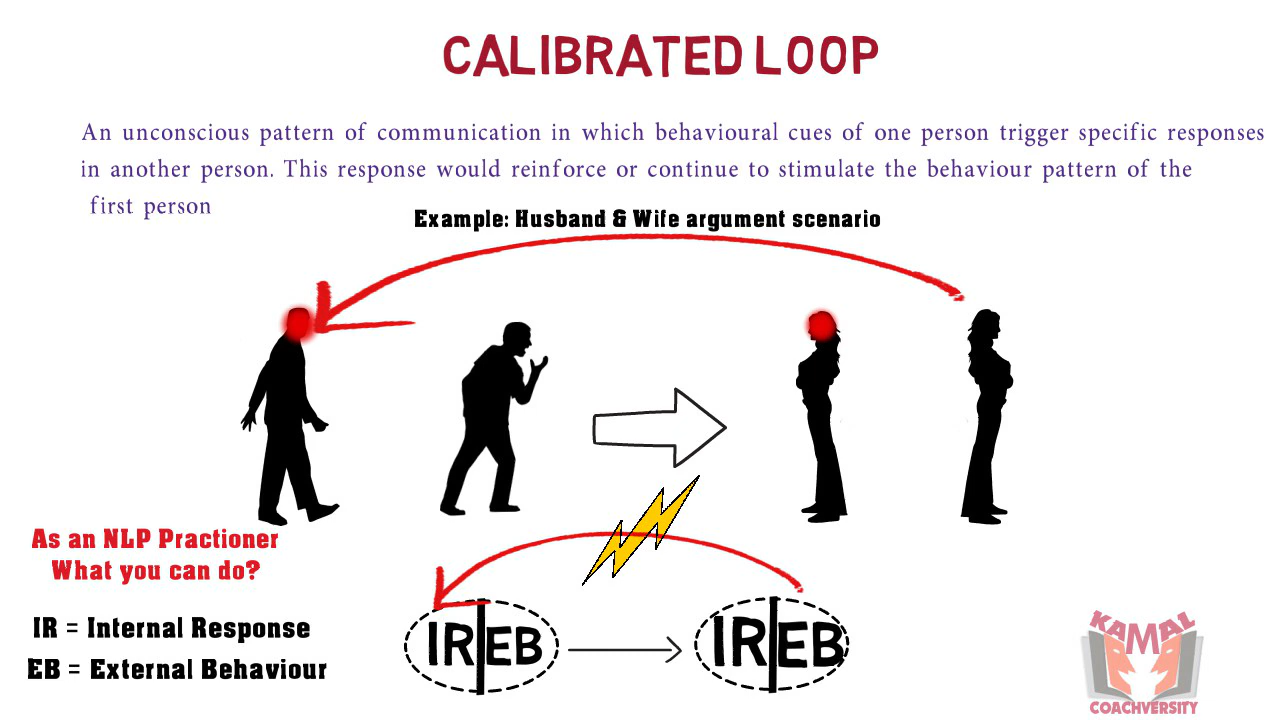 CALIBRATED LOOP
An unconscious pattern of communication in which behavioural cues of one person trigger specific responses
in another person. This response would reinforce or continue to stimulate the behaviour pattern of the
first person
Example: Husband & Wife argument scenario
As an NLP Practioner
What you can do?
IR = Internal Response
EB = External Behaviour
IR EB
IR EB
KAMAL
COACHVERSITY